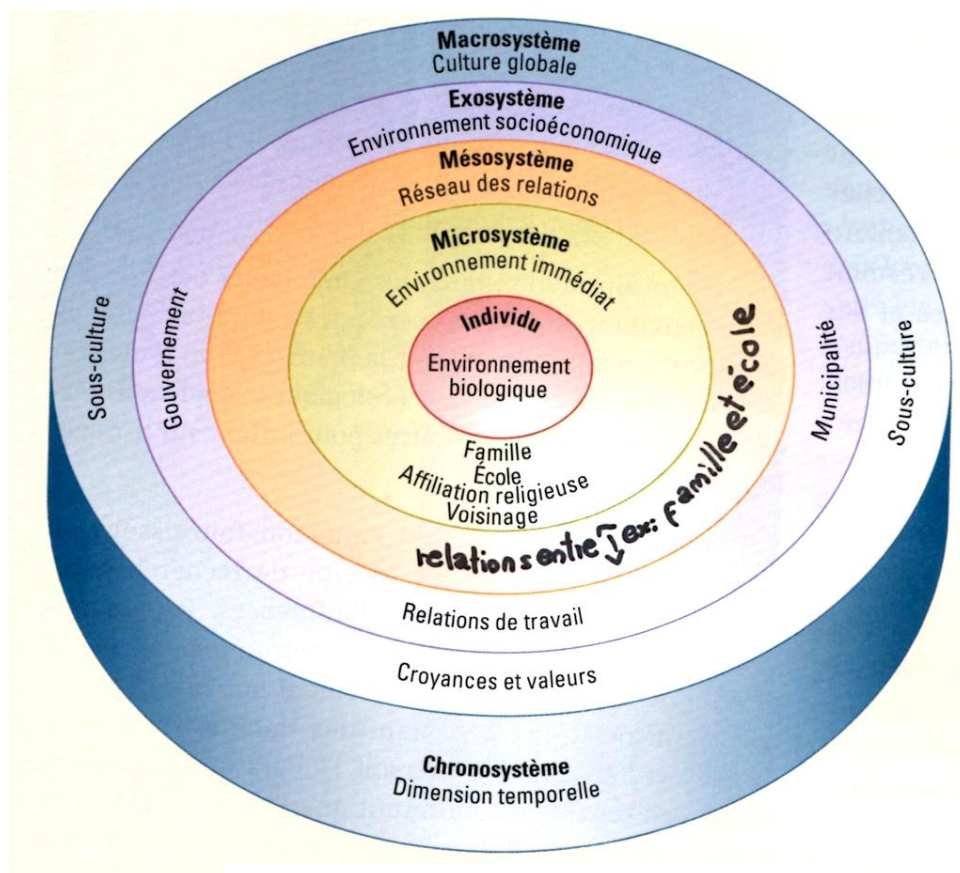 Macrosystème
Culture globale
Exosystème
Environnement socioéconomique
Mésosystème
Réseau des relations
Microsystème
Environnement immédiat
Individu
Environnement
biologique
Famille
École
Affiliation religieuse
Voisinage
relations entre ex: famille et école
Sous-culture
Gouvernement
Municipalité
Sous-culture
Relations de travail
Croyances et valeurs
Chronosystème
Dimension temporelle